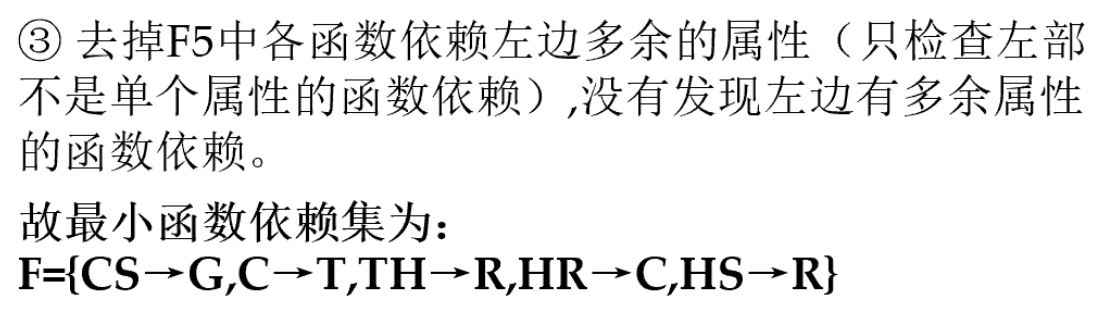 ③ 去掉F5中各函数依赖左边多余的属性（只检查左部
不是单个属性的函数依赖）,没有发现左边有多余属性
的函数依赖。
故最小函数依赖集为：
F={CS→G,C→T,TH→R,HR→C,HS→R}